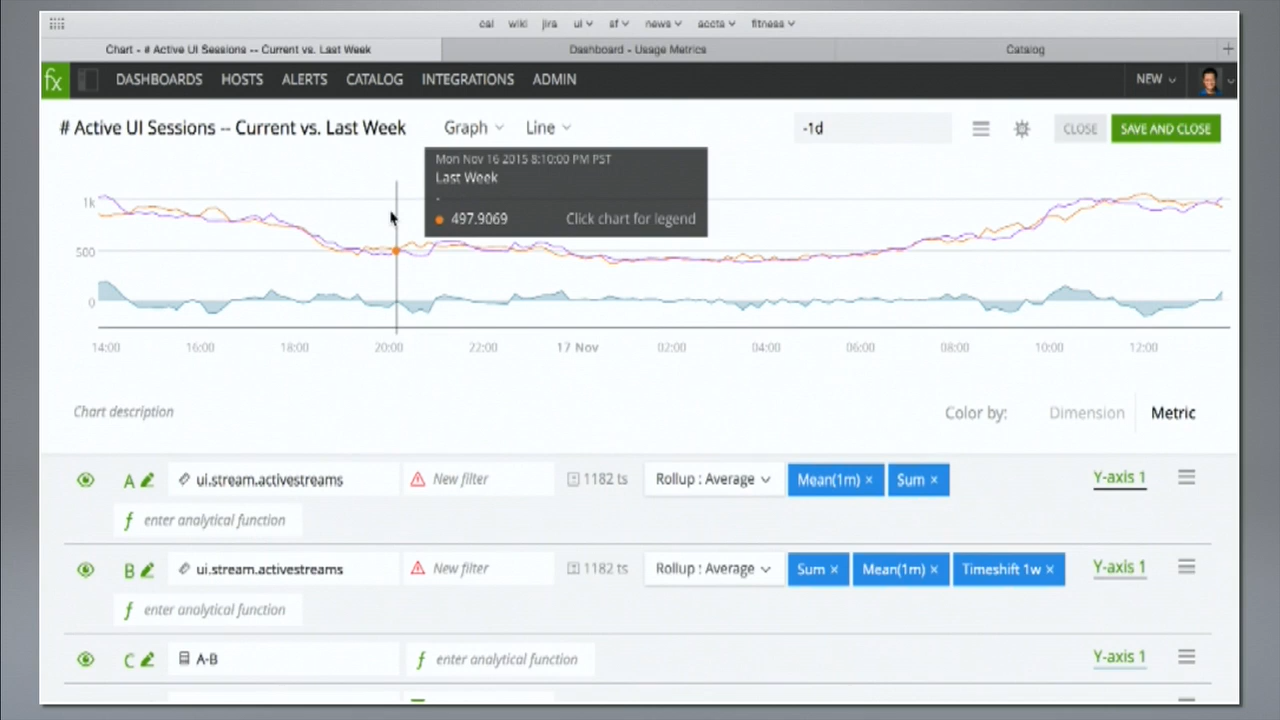 cal wiki jira ui sf news accts fitness
Chart - # Active UI Sessions -- Current vs. Last Week Dashboard - Usage Metrics Catalog +
fx DASHBOARDS HOSTS ALERTS CATALOG INTEGRATIONS ADMIN NEW
# Active UI Sessions -- Current vs. Last Week Graph Line -1d CLOSE SAVE AND CLOSE
Mon Nov 16 2015 8:10:00 PM PST
Last Week
-
497.9069 Click chart for legend
1k
500
0
14:00 16:00 18:00 20:00 22:00 17 Nov 02:00 04:00 06:00 08:00 10:00 12:00
Chart description Color by: Dimension Metric
A ui.stream.activestreams New filter 1182 ts Rollup : Average Mean(1m) × Sum × Y-axis 1
f enter analytical function
B ui.stream.activestreams New filter 1182 ts Rollup : Average Sum × Mean(1m) × Timeshift 1w × Y-axis 1
f enter analytical function
C A-B f enter analytical function Y-axis 1